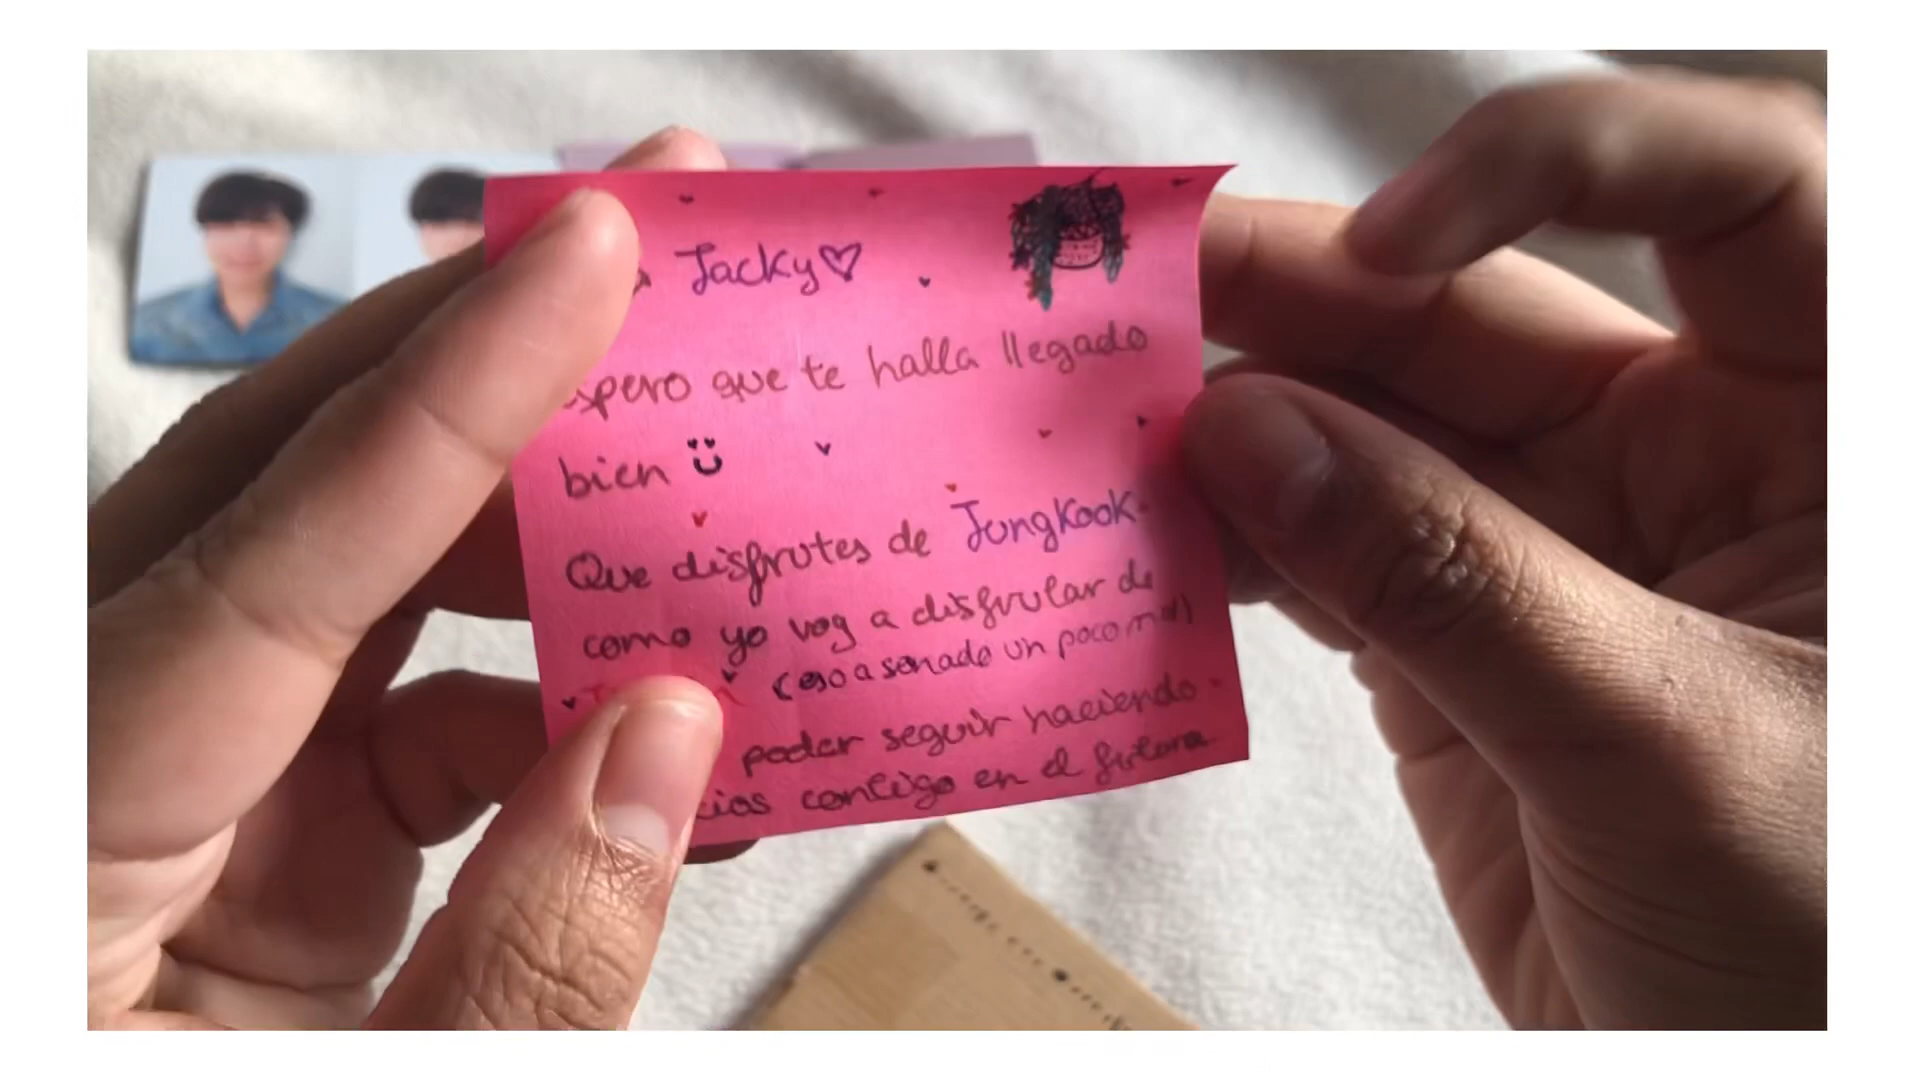 Jacky♡
espero que te halla llegado
bien
Que disfrutes de JungKook
como yo voy a disfrutar de
(eso a sonado un poco mal)
poder seguir haciendo
contigo en el futuro